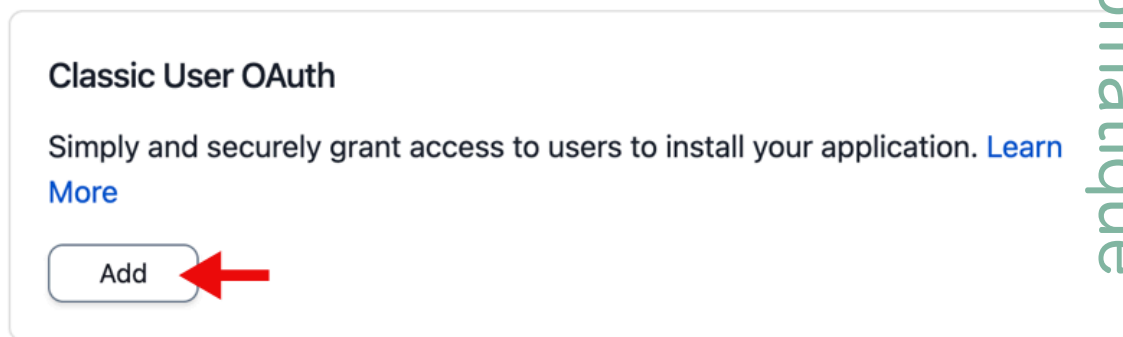 Classic User OAuth
Simply and securely grant access to users to install your application. Learn
More
Add